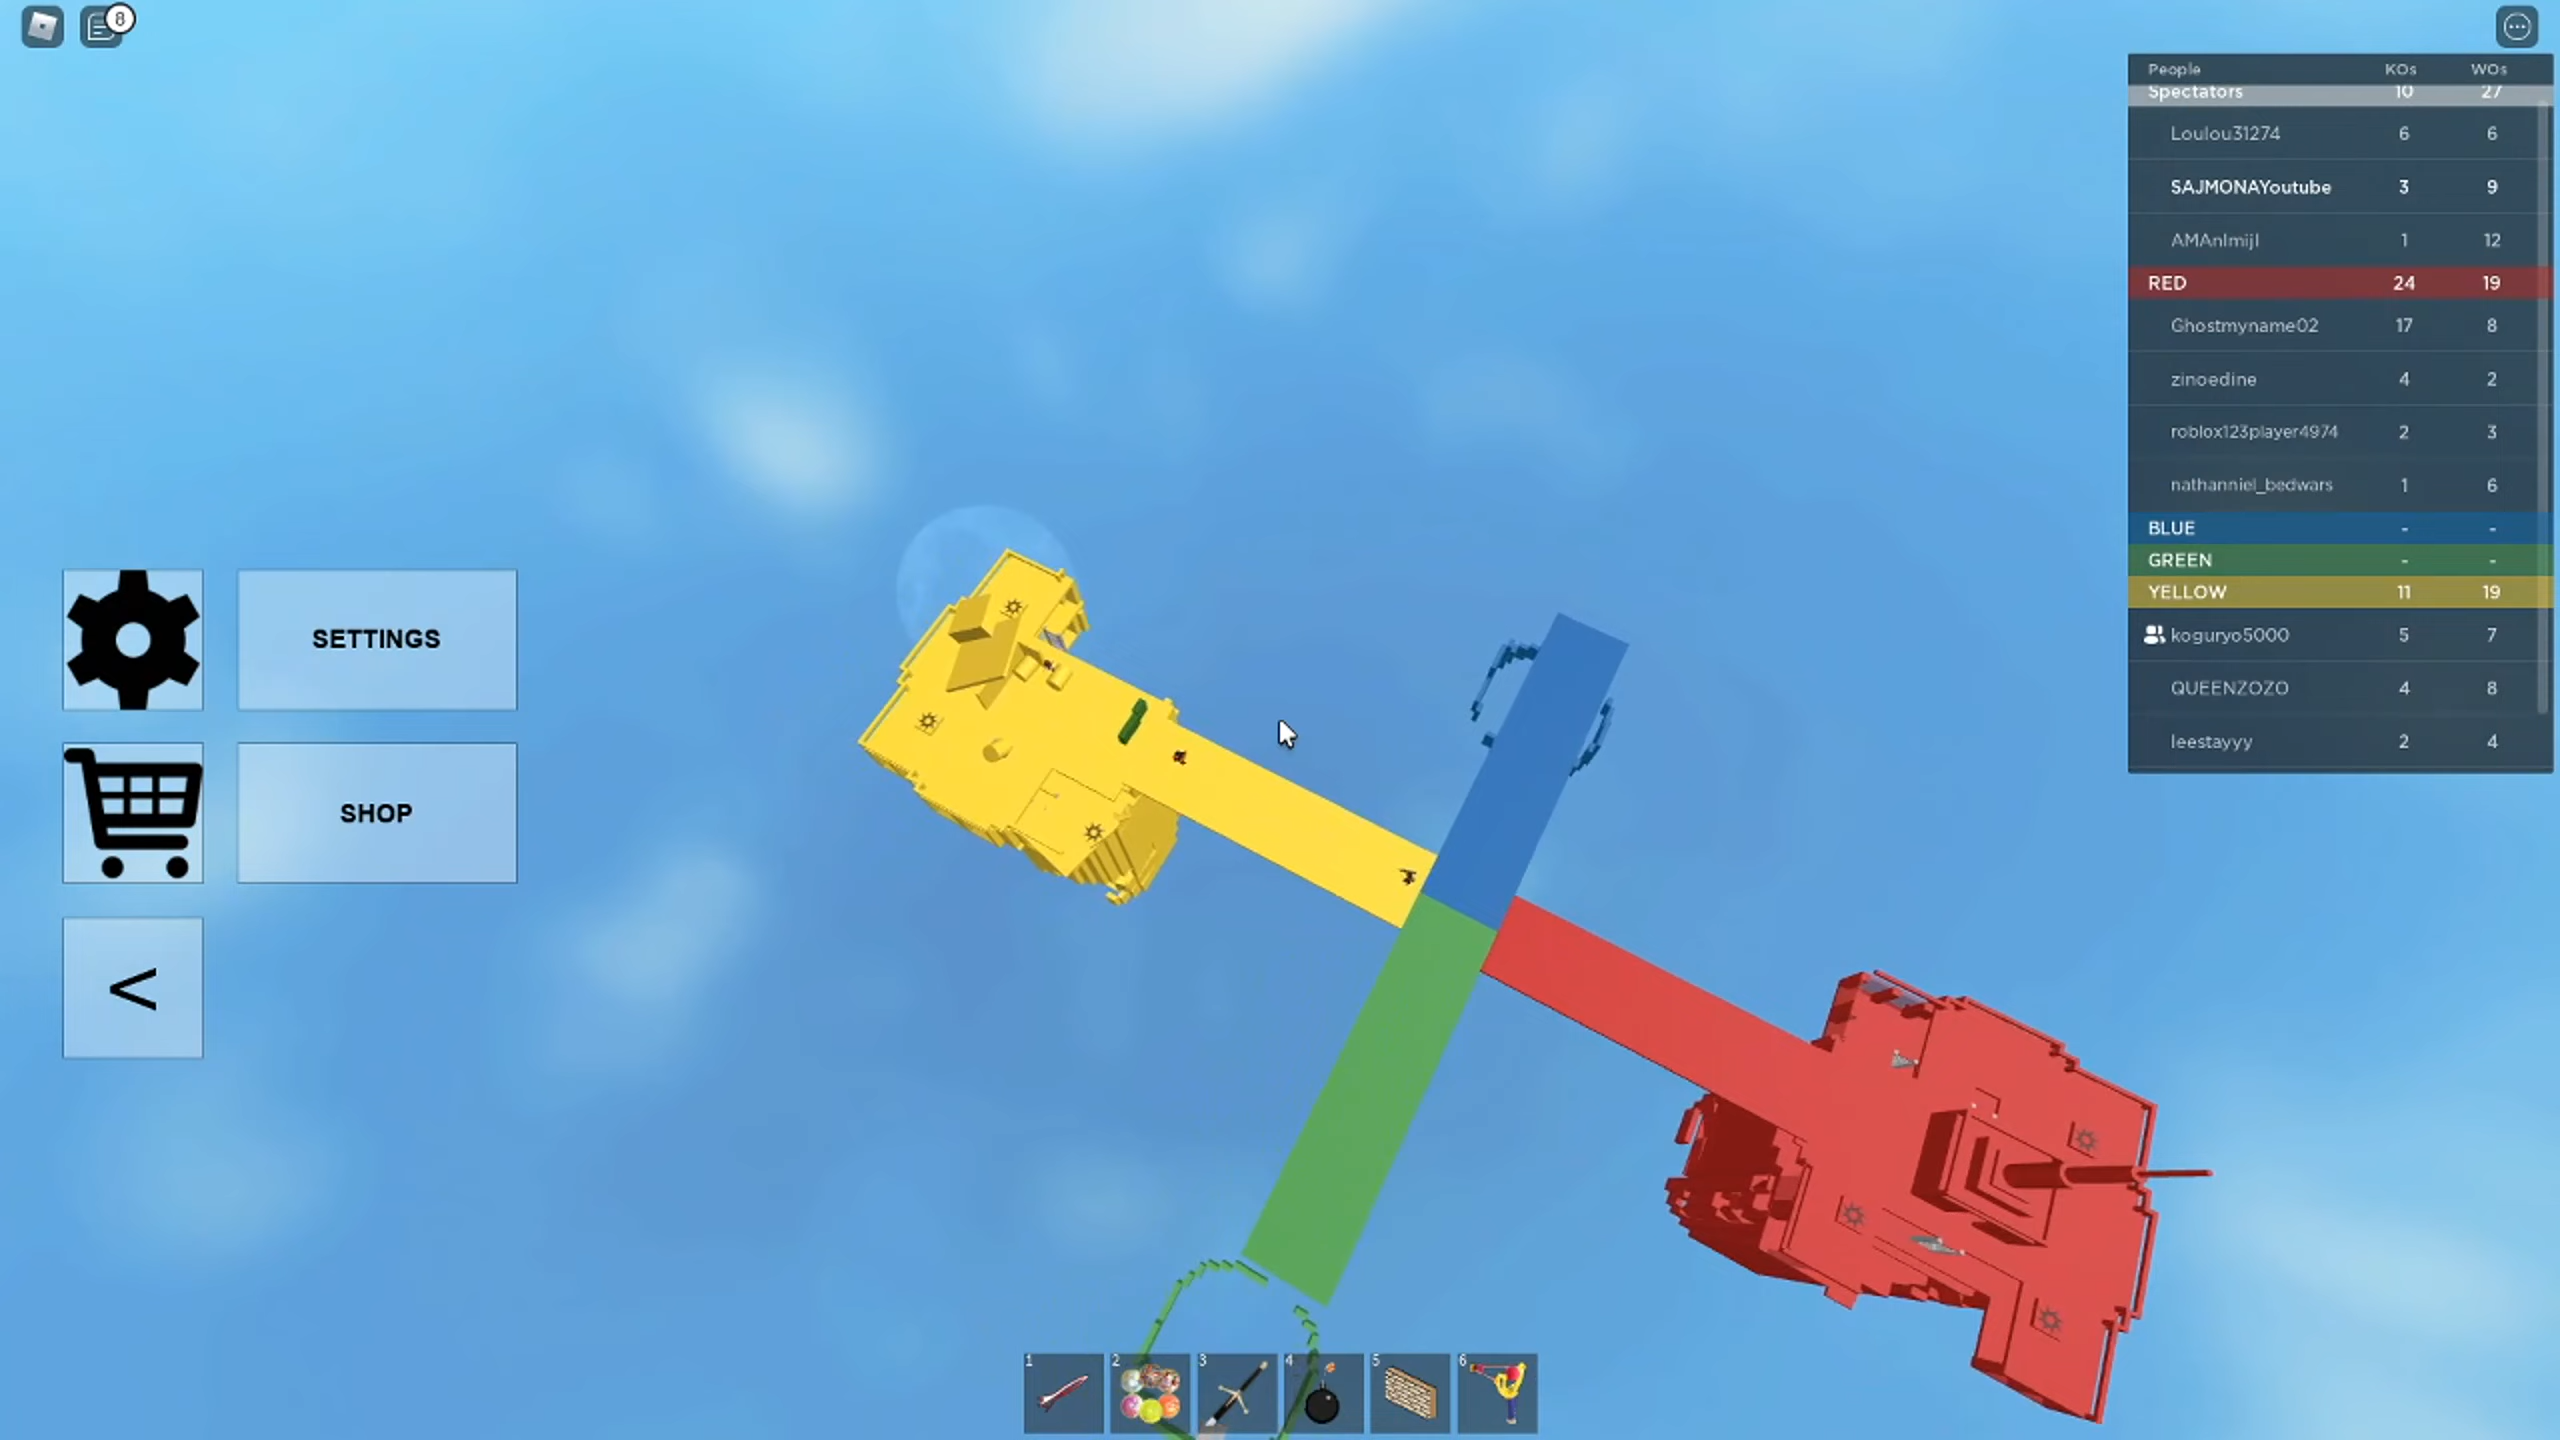 8
People KOs WOs
Spectators 10 27
Loulou31274 6 6
SAJMONAYoutube 3 9
RED 24 19
Ghostmyname02 17 8
zinoedine 4 2
roblox123player4974 2 3
nathanniel_bedwars 1 6
BLUE - -
GREEN - -
YELLOW 11 19
koguryo5000 5 7
QUEENZOZO 4 8
leestayyy 2 4
1 12
SETTINGS
SHOP
<
1 2 3 4 5 6